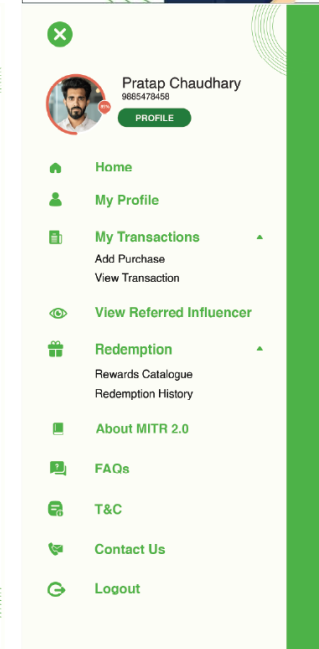 Pratap Chaudhary
9885478458
PROFILE
Home
My Profile
My Transactions
Add Purchase
View Transaction
View Referred Influencer
Redemption
Rewards Catalogue
Redemption History
About MITR 2.0
FAQs
T&C
Contact Us
Logout